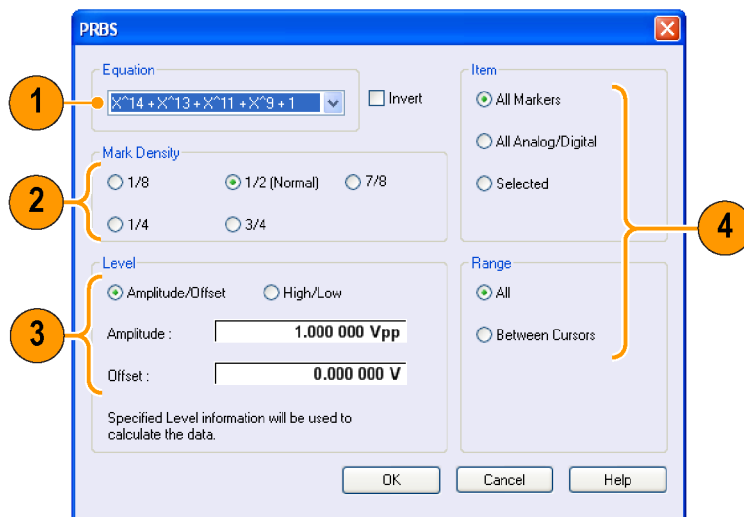 PRBS
Equation
X^14 + X^13 + X^11 + X^9 + 1
Invert
Mark Density
1/8
1/2 (Normal)
7/8
1/4
3/4
Level
Amplitude/Offset
High/Low
Amplitude :
1.000 000 Vpp
Offset :
0.000 000 V
Specified Level information will be used to
calculate the data.
Item
All Markers
All Analog/Digital
Selected
Range
All
Between Cursors
OK
Cancel
Help
1
2
3
4